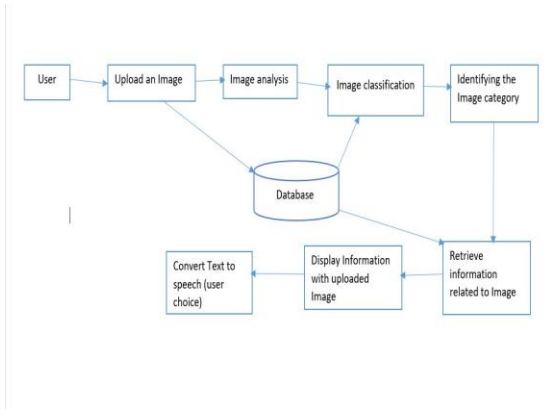 User
Upload an Image
Image analysis
Image classification
Identifying the
Image category
Database
Convert Text to
speech (user
choice)
Display Information
with uploaded
Image
Retrieve
information
related to Image